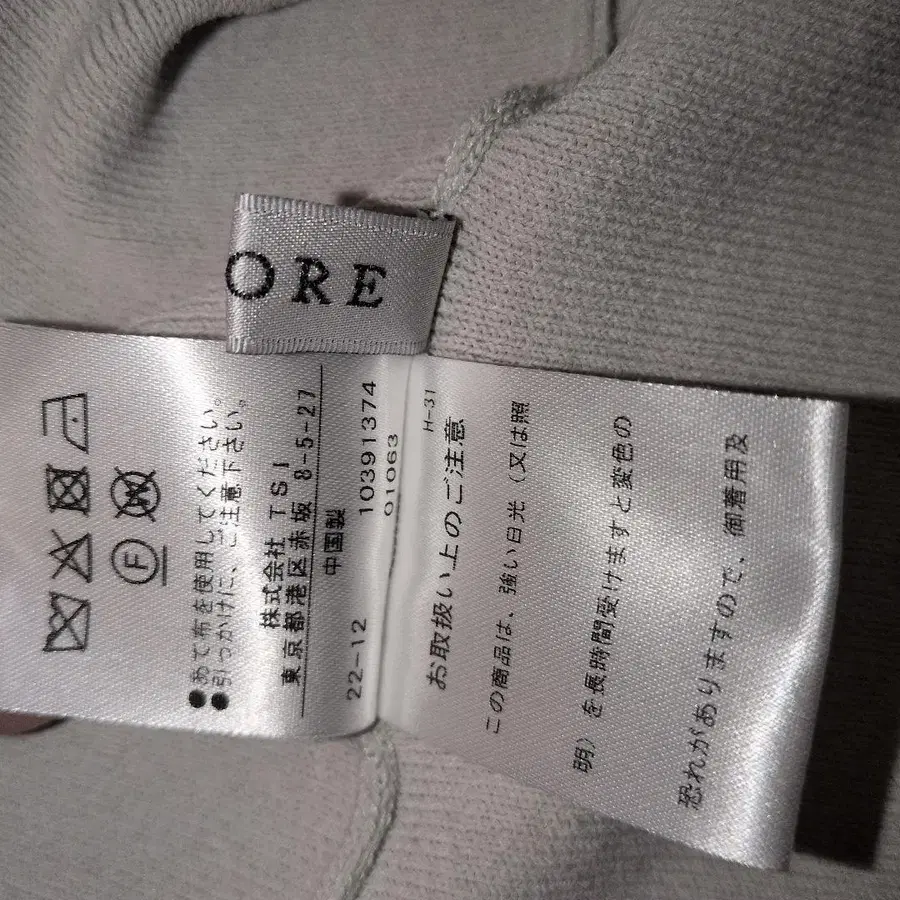 ORE
W
F
●あて布を使用してください。
●引っかけに、ご注意下さい。
株式会社 TSI
東京都港区赤坂 8-5-27
中国製
22-12 10391374
01063
H-31
お取扱い上のご注意
この商品は、強い日光(又は照
明)を長時間受けますと変色の
恐れがありますので、御着用及